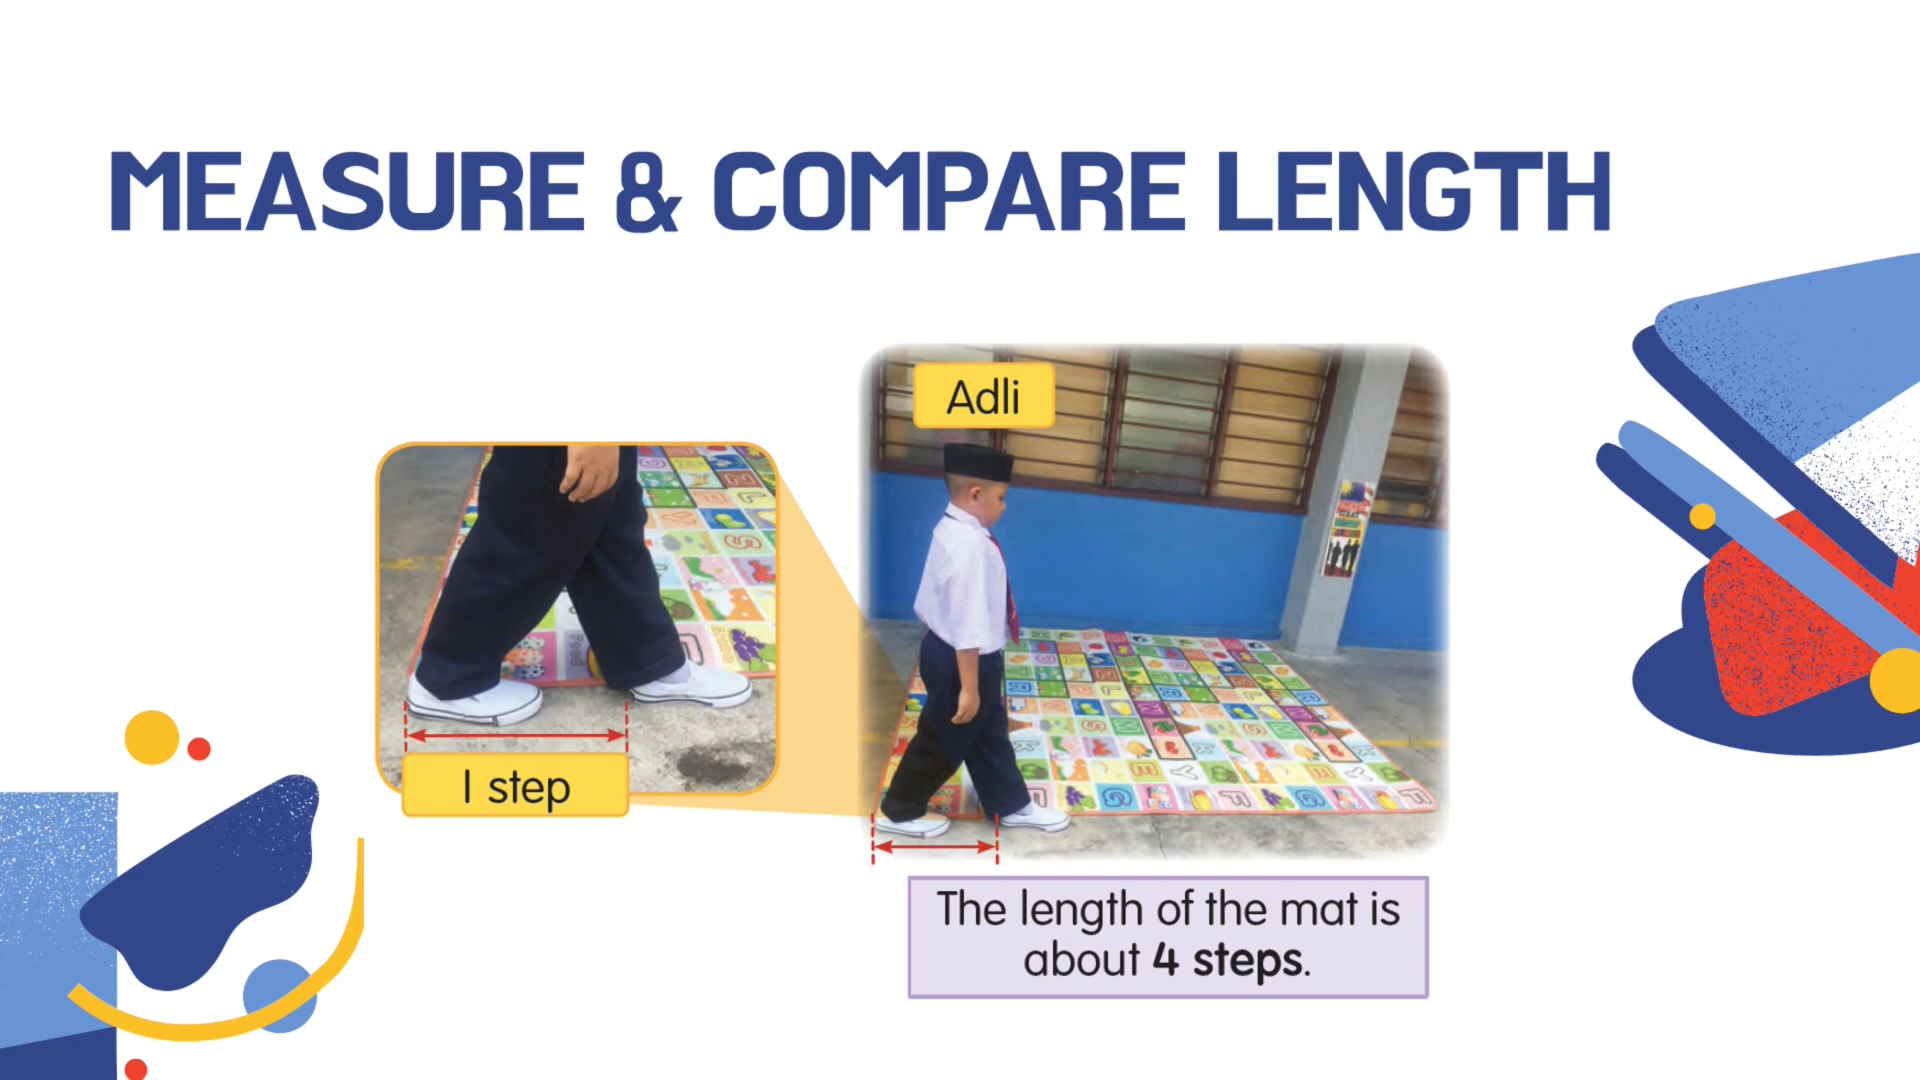 MEASURE & COMPARE LENGTH
Adli
1 step
The length of the mat is
about 4 steps.